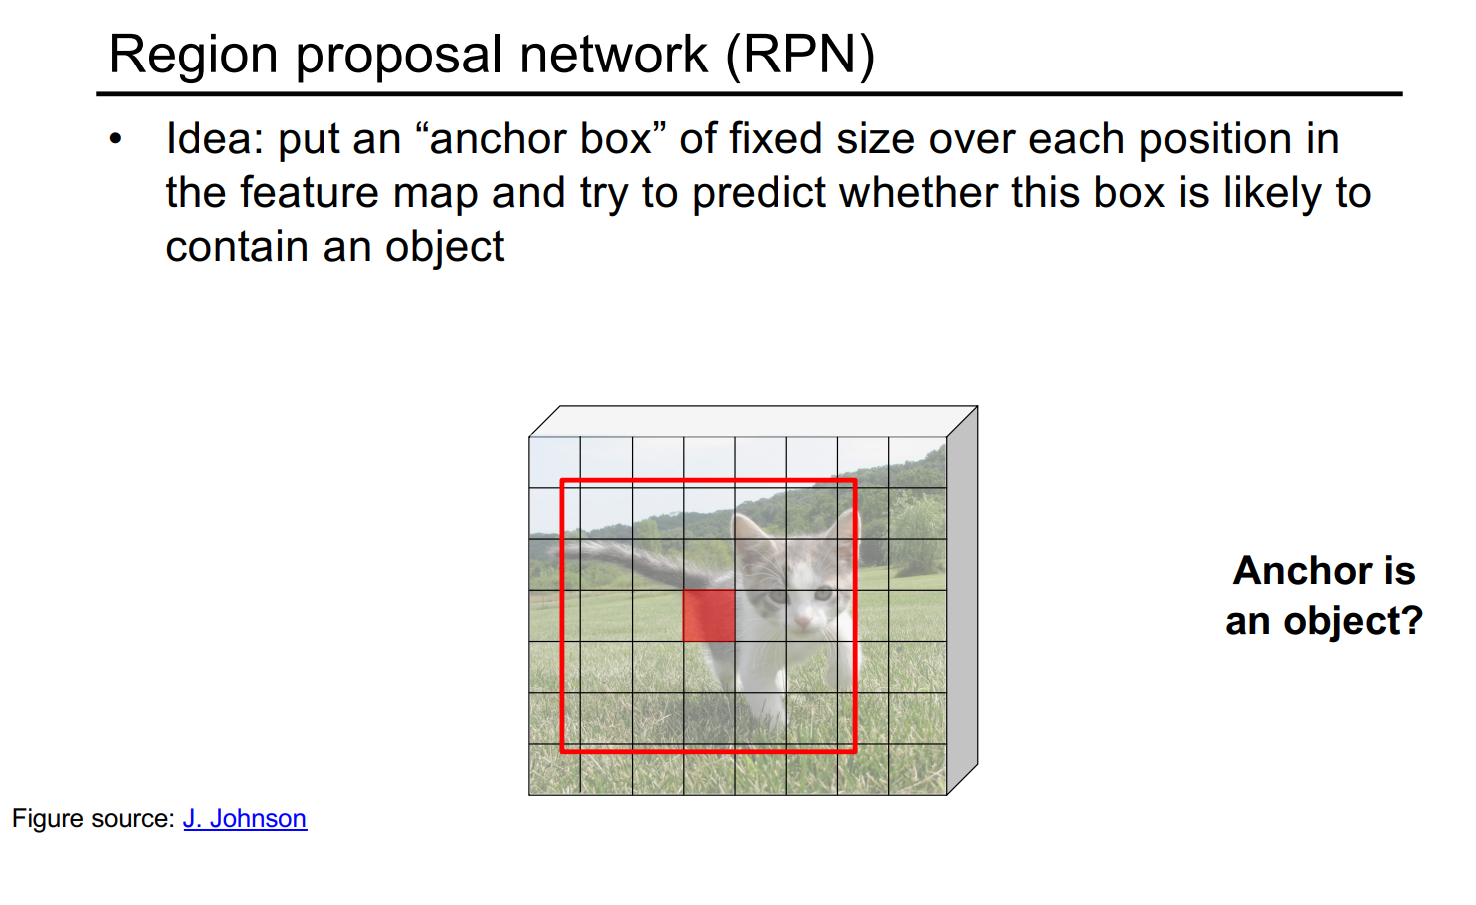 Region proposal network (RPN)
• Idea: put an “anchor box” of fixed size over each position in
the feature map and try to predict whether this box is likely to
contain an object
Anchor is
an object?
Figure source: J. Johnson